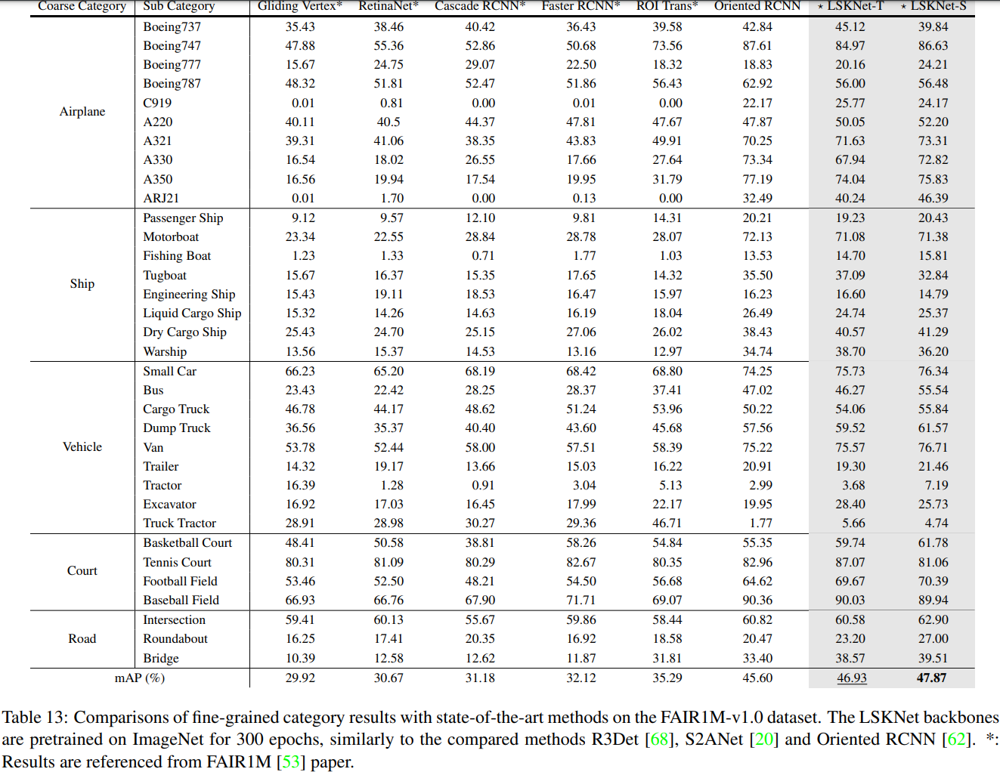 Coarse Category Sub Category Gliding Vertex* RetinaNet* Cascade RCNN* Faster RCNN* ROI Trans* Oriented RCNN ⋆ LSKNet-T ⋆ LSKNet-S
Airplane
Boeing737 35.43 38.46 40.42 36.43 39.58 42.84 45.12 39.84
Boeing747 47.88 55.36 52.86 50.68 73.56 87.61 84.97 86.63
Boeing777 15.67 24.75 29.07 22.50 18.32 18.83 20.16 24.21
Boeing787 48.32 51.81 52.47 51.86 56.43 62.92 56.00 56.48
C919 0.01 0.81 0.00 0.01 0.00 22.17 25.77 24.17
A220 40.11 40.5 44.37 47.81 47.67 47.87 50.05 52.20
A321 39.31 41.06 38.35 43.83 49.91 70.25 71.63 73.31
A330 16.54 18.02 26.55 17.66 27.64 73.34 67.94 72.82
A350 16.56 19.94 17.54 19.95 31.79 77.19 74.04 75.83
ARJ21 0.01 1.70 0.00 0.13 0.00 32.49 40.24 46.39
Ship
Passenger Ship 9.12 9.57 12.10 9.81 14.31 20.21 19.23 20.43
Motorboat 23.34 22.55 28.84 28.78 28.07 72.13 71.08 71.38
Fishing Boat 1.23 1.33 0.71 1.77 1.03 13.53 14.70 15.81
Tugboat 15.67 16.37 15.35 17.65 14.32 35.50 37.09 32.84
Engineering Ship 15.43 19.11 18.53 16.47 15.97 16.23 16.60 14.79
Liquid Cargo Ship 15.32 14.26 14.63 16.19 18.04 26.49 24.74 25.37
Dry Cargo Ship 25.43 24.70 25.15 27.06 26.02 38.43 40.57 41.29
Warship 13.56 15.37 14.53 13.16 12.97 34.74 38.70 36.20
Vehicle
Small Car 66.23 65.20 68.19 68.42 68.80 74.25 75.73 76.34
Bus 23.43 22.42 28.25 28.37 37.41 47.02 46.27 55.54
Cargo Truck 46.78 44.17 48.62 51.24 53.96 50.22 54.06 55.84
Dump Truck 36.56 35.37 40.40 43.60 45.68 57.56 59.52 61.57
Van 53.78 52.44 58.00 57.51 58.39 75.22 75.57 76.71
Trailer 14.32 19.17 13.66 15.03 16.22 20.91 19.30 21.46
Tractor 16.39 1.28 0.91 3.04 5.13 2.99 3.68 7.19
Excavator 16.92 17.03 16.45 17.99 22.17 19.95 28.40 25.73
Truck Tractor 28.91 28.98 30.27 29.36 46.71 1.77 5.66 4.74
Court
Basketball Court 48.41 50.58 38.81 58.26 54.84 55.35 59.74 61.78
Tennis Court 80.31 81.09 80.29 82.67 80.35 82.96 87.07 81.06
Football Field 53.46 52.50 48.21 54.50 56.68 64.62 69.67 70.39
Baseball Field 66.93 66.76 67.90 71.71 69.07 90.36 90.03 89.94
Road
Intersection 59.41 60.13 55.67 59.86 58.44 60.82 60.58 62.90
Roundabout 16.25 17.41 20.35 16.92 18.58 20.47 23.20 27.00
Bridge 10.39 12.58 12.62 11.87 31.81 33.40 38.57 39.51
mAP (%) 29.92 30.67 31.18 32.12 35.29 45.60 46.93 47.87
Table 13: Comparisons of fine-grained category results with state-of-the-art methods on the FAIR1M-v1.0 dataset. The LSKNet backbones
are pretrained on ImageNet for 300 epochs, similarly to the compared methods R3Det [68], S2ANet [20] and Oriented RCNN [62]. *:
Results are referenced from FAIR1M [53] paper.